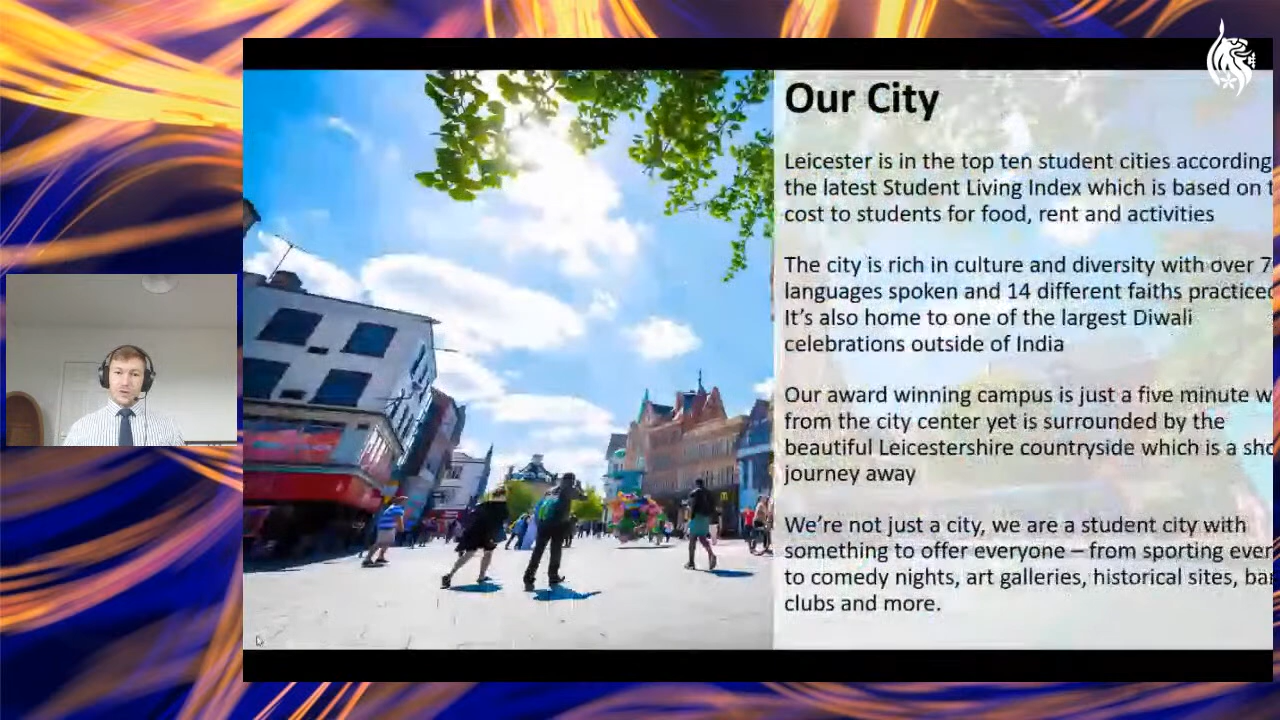 Our City
Leicester is in the top ten student cities according
the latest Student Living Index which is based on t
cost to students for food, rent and activities
The city is rich in culture and diversity with over 7
languages spoken and 14 different faiths practiced
It's also home to one of the largest Diwali
celebrations outside of India
Our award winning campus is just a five minute w
from the city center yet is surrounded by the
beautiful Leicestershire countryside which is a sho
journey away
We're not just a city, we are a student city with
something to offer everyone – from sporting even
to comedy nights, art galleries, historical sites, bar
clubs and more.